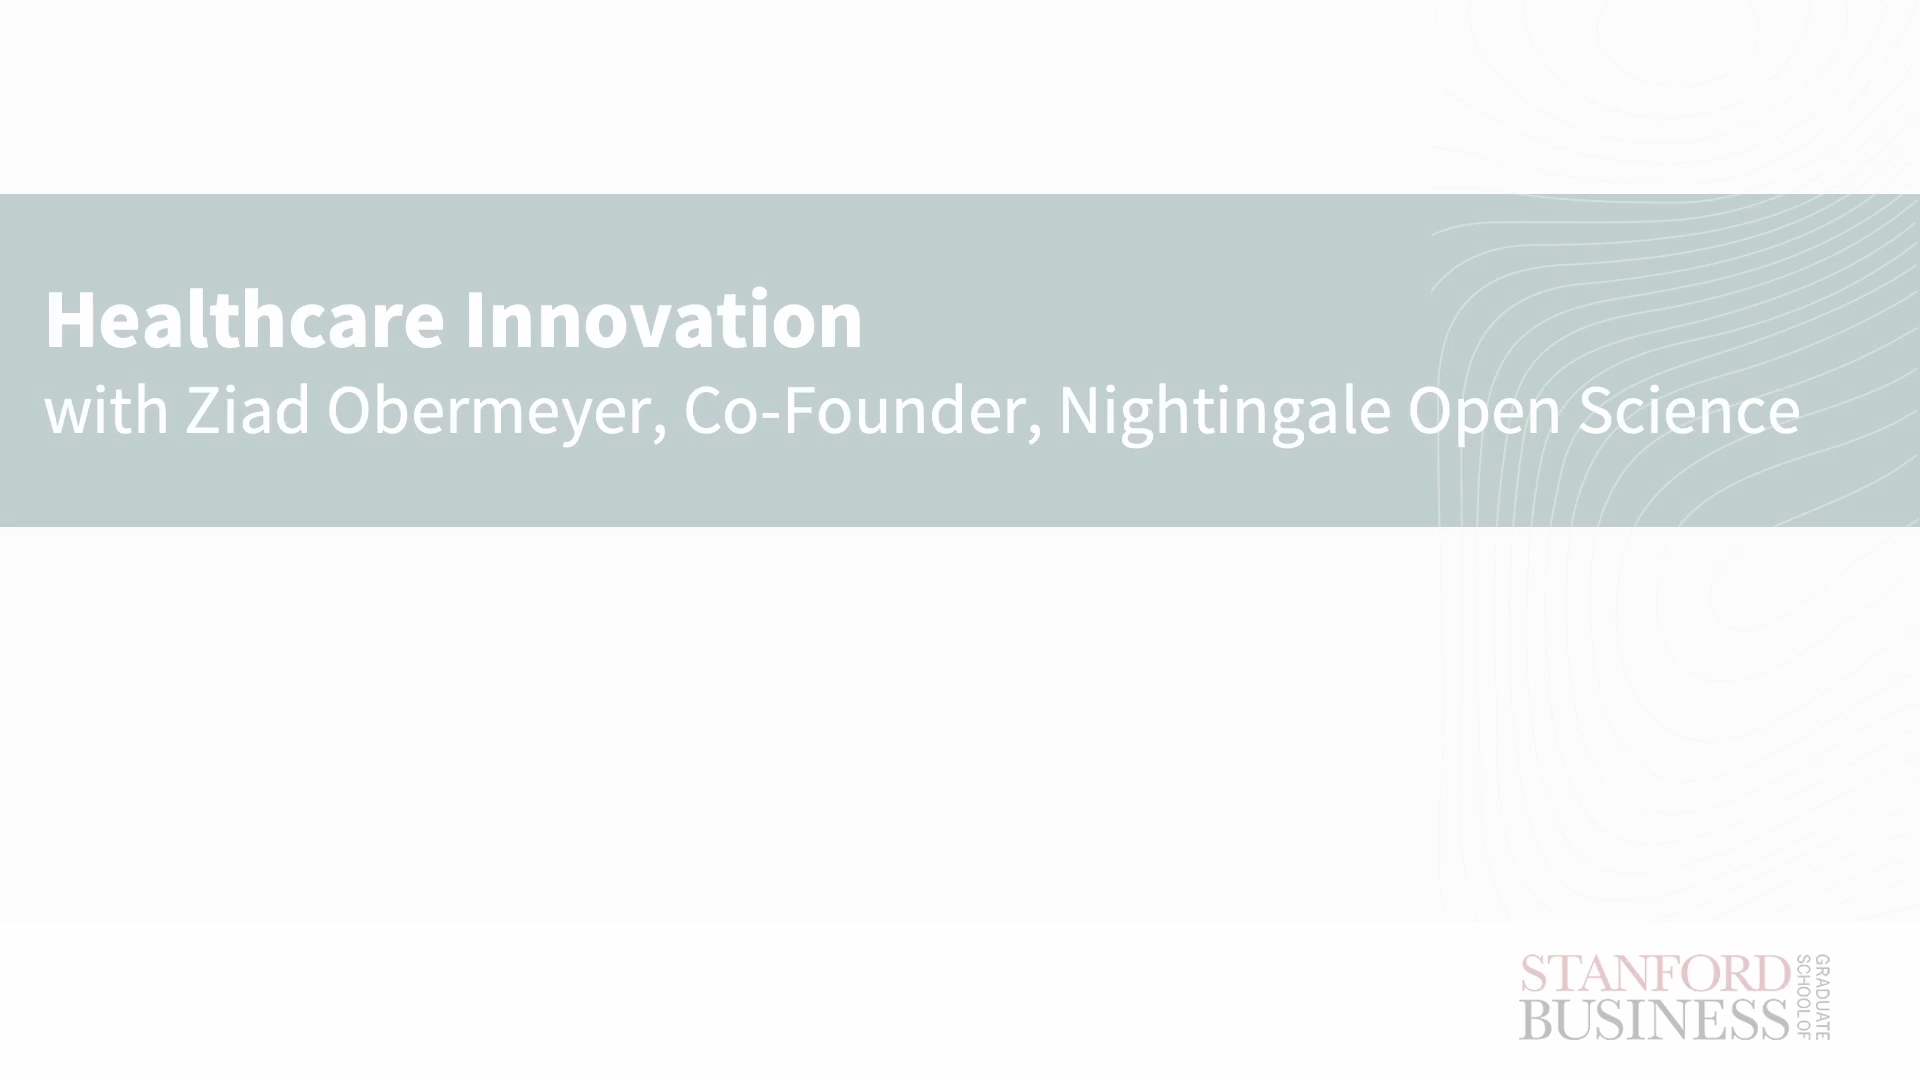 Healthcare Innovation
with Ziad Obermeyer, Co-Founder, Nightingale Open Science
STANFORD
BUSINESS
GRADUATE
SCHOOL OF